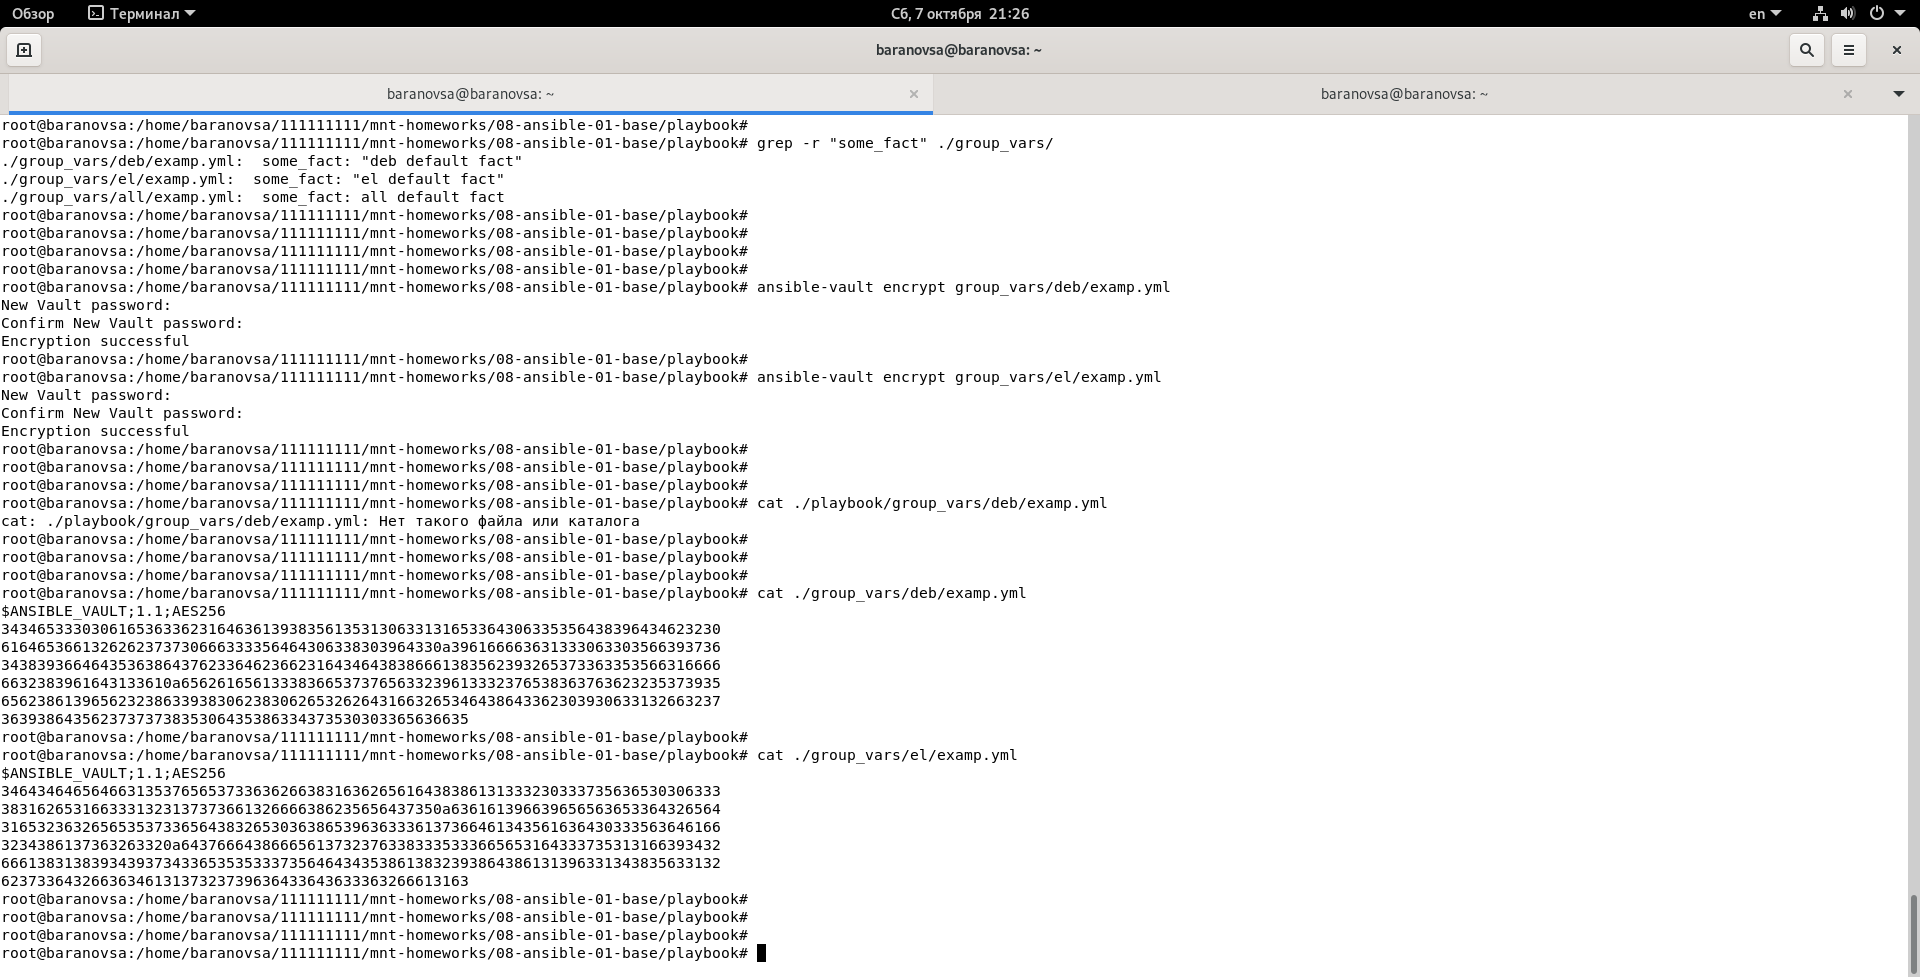 Обзор Терминал Сб, 7 октября 21:26 en
baranovsa@baranovsa: ~
baranovsa@baranovsa: ~ baranovsa@baranovsa: ~
root@baranovsa:/home/baranovsa/111111111/mnt-homeworks/08-ansible-01-base/playbook#
root@baranovsa:/home/baranovsa/111111111/mnt-homeworks/08-ansible-01-base/playbook# grep -r "some_fact" ./group_vars/
./group_vars/deb/examp.yml:  some_fact: "deb default fact"
./group_vars/el/examp.yml:  some_fact: "el default fact"
./group_vars/all/examp.yml:  some_fact: all default fact
root@baranovsa:/home/baranovsa/111111111/mnt-homeworks/08-ansible-01-base/playbook#
root@baranovsa:/home/baranovsa/111111111/mnt-homeworks/08-ansible-01-base/playbook#
root@baranovsa:/home/baranovsa/111111111/mnt-homeworks/08-ansible-01-base/playbook#
root@baranovsa:/home/baranovsa/111111111/mnt-homeworks/08-ansible-01-base/playbook#
root@baranovsa:/home/baranovsa/111111111/mnt-homeworks/08-ansible-01-base/playbook# ansible-vault encrypt group_vars/deb/examp.yml
New Vault password:
Confirm New Vault password:
Encryption successful
root@baranovsa:/home/baranovsa/111111111/mnt-homeworks/08-ansible-01-base/playbook#
root@baranovsa:/home/baranovsa/111111111/mnt-homeworks/08-ansible-01-base/playbook# ansible-vault encrypt group_vars/el/examp.yml
New Vault password:
Confirm New Vault password:
Encryption successful
root@baranovsa:/home/baranovsa/111111111/mnt-homeworks/08-ansible-01-base/playbook#
root@baranovsa:/home/baranovsa/111111111/mnt-homeworks/08-ansible-01-base/playbook#
root@baranovsa:/home/baranovsa/111111111/mnt-homeworks/08-ansible-01-base/playbook#
root@baranovsa:/home/baranovsa/111111111/mnt-homeworks/08-ansible-01-base/playbook# cat ./playbook/group_vars/deb/examp.yml
cat: ./playbook/group_vars/deb/examp.yml: Нет такого файла или каталога
root@baranovsa:/home/baranovsa/111111111/mnt-homeworks/08-ansible-01-base/playbook#
root@baranovsa:/home/baranovsa/111111111/mnt-homeworks/08-ansible-01-base/playbook#
root@baranovsa:/home/baranovsa/111111111/mnt-homeworks/08-ansible-01-base/playbook#
root@baranovsa:/home/baranovsa/111111111/mnt-homeworks/08-ansible-01-base/playbook# cat ./group_vars/deb/examp.yml
$ANSIBLE_VAULT;1.1;AES256
34346533303061653633623164636139383561353130633131653364306335356438396434623230
6164653661326262373730666333356464306338303964330a396166663631333063303566393736
34383936646435363864376233646236623164346438386661383562393265373363353566316666
6632383961643133610a656261656133383665373765633239613332376538363763623235373935
65623861396562323863393830623830626532626431663265346438643362303930633132663237
3639386435623737373835306435386334373530303365636635
root@baranovsa:/home/baranovsa/111111111/mnt-homeworks/08-ansible-01-base/playbook#
root@baranovsa:/home/baranovsa/111111111/mnt-homeworks/08-ansible-01-base/playbook# cat ./group_vars/el/examp.yml
$ANSIBLE_VAULT;1.1;AES256
34643464656466313537656537336362663831636265616438386131333230333735636530306333
3831626531663331323137373661326666386235656437350a636161396639656563653364326564
31653236326565353733656438326530363865396363336137366461343561636430333563646166
3234386137363263320a643766643866656137323763383335333665653164333735313166393432
66613831383934393734336535353337356464343538613832393864386131396331343835633132
6237336432663634613137323739636433643633363266613163
root@baranovsa:/home/baranovsa/111111111/mnt-homeworks/08-ansible-01-base/playbook#
root@baranovsa:/home/baranovsa/111111111/mnt-homeworks/08-ansible-01-base/playbook#
root@baranovsa:/home/baranovsa/111111111/mnt-homeworks/08-ansible-01-base/playbook#
root@baranovsa:/home/baranovsa/111111111/mnt-homeworks/08-ansible-01-base/playbook#